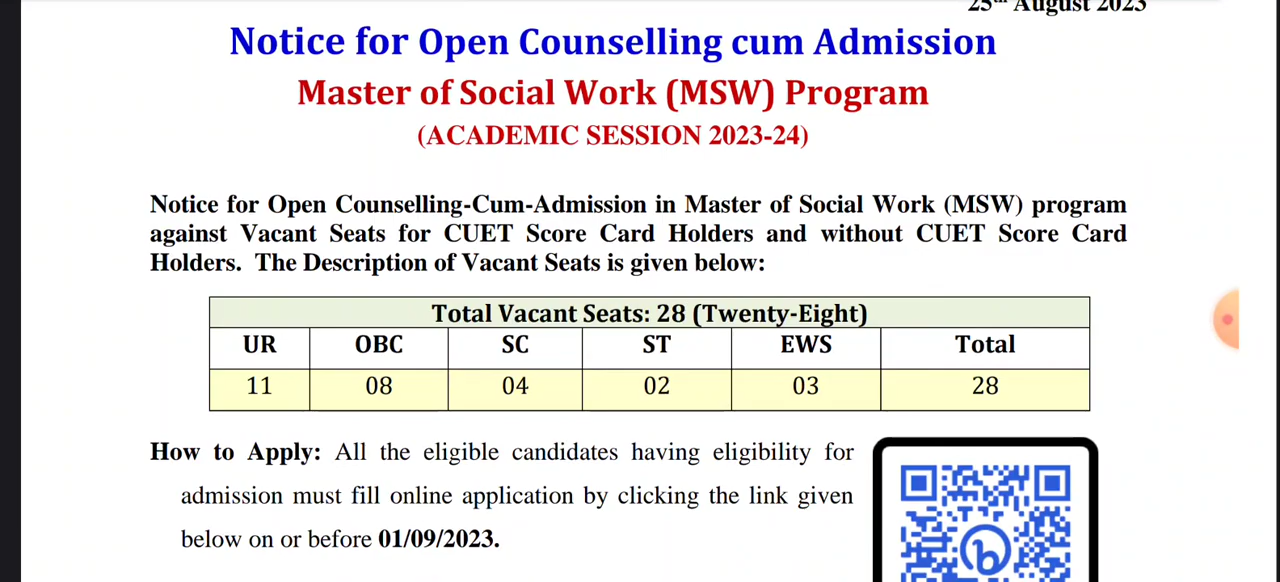 25th August 2023
Notice for Open Counselling cum Admission
Master of Social Work (MSW) Program
(ACADEMIC SESSION 2023-24)
Notice for Open Counselling-Cum-Admission in Master of Social Work (MSW) program
against Vacant Seats for CUET Score Card Holders and without CUET Score Card
Holders. The Description of Vacant Seats is given below:
Total Vacant Seats: 28 (Twenty-Eight)
UR OBC SC ST EWS Total
11 08 04 02 03 28
How to Apply: All the eligible candidates having eligibility for
admission must fill online application by clicking the link given
below on or before 01/09/2023.